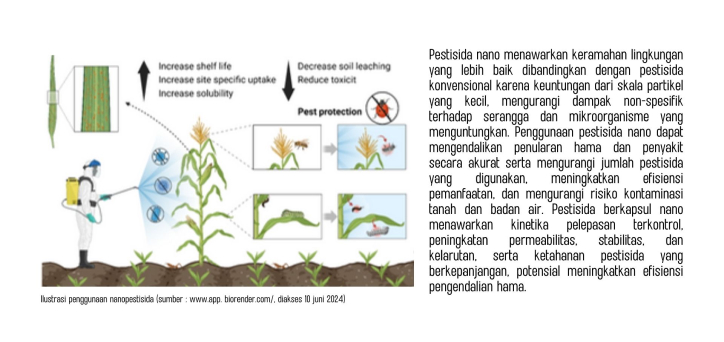 Increase shelf life
Increase site specific uptake
Increase solubility
Decrease soil leaching
Reduce toxicit
Pest protection
Ilustrasi penggunaan nanopestisida (sumber : www.app. biorender.com/, diakses 10 juni 2024)
Pestisida nano menawarkan keramahan lingkungan
yang lebih baik dibandingkan dengan pestisida
konvensional karena keuntungan dari skala partikel
yang kecil, mengurangi dampak non-spesifik
terhadap serangga dan mikroorganisme yang
menguntungkan. Penggunaan pestisida nano dapat
mengendalikan penularan hama dan penyakit
secara akurat serta mengurangi jumlah pestisida
yang digunakan, meningkatkan efisiensi
pemanfaatan, dan mengurangi risiko kontaminasi
tanah dan badan air. Pestisida berkapsul nano
menawarkan kinetika pelepasan terkontrol,
peningkatan permeabilitas, stabilitas, dan
kelarutan, serta ketahanan pestisida yang
berkepanjangan, potensial meningkatkan efisiensi
pengendalian hama.